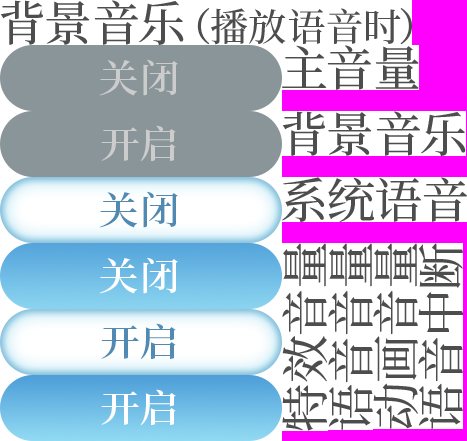 背景音乐（播放语音时）
关闭
主音量
开启
背景音乐
关闭
系统语音
关闭
开启
开启
特效音量
语音音量
动画音量
语音中断